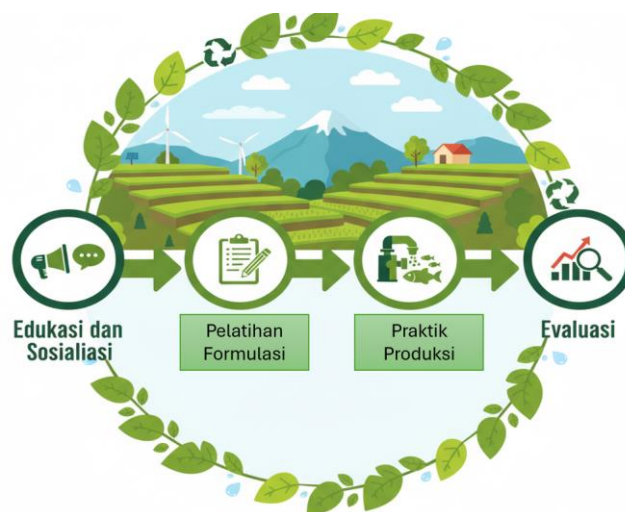 Edukasi dan
Sosialiasi
Pelatihan
Formulasi
Praktik
Produksi
Evaluasi